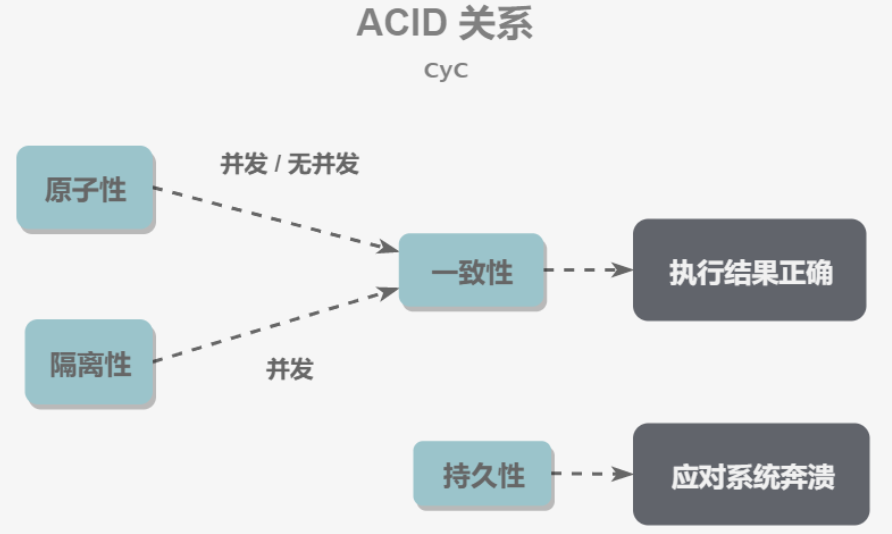 ACID 关系
CyC
并发 / 无并发
原子性
一致性
执行结果正确
隔离性
并发
持久性
应对系统奔溃